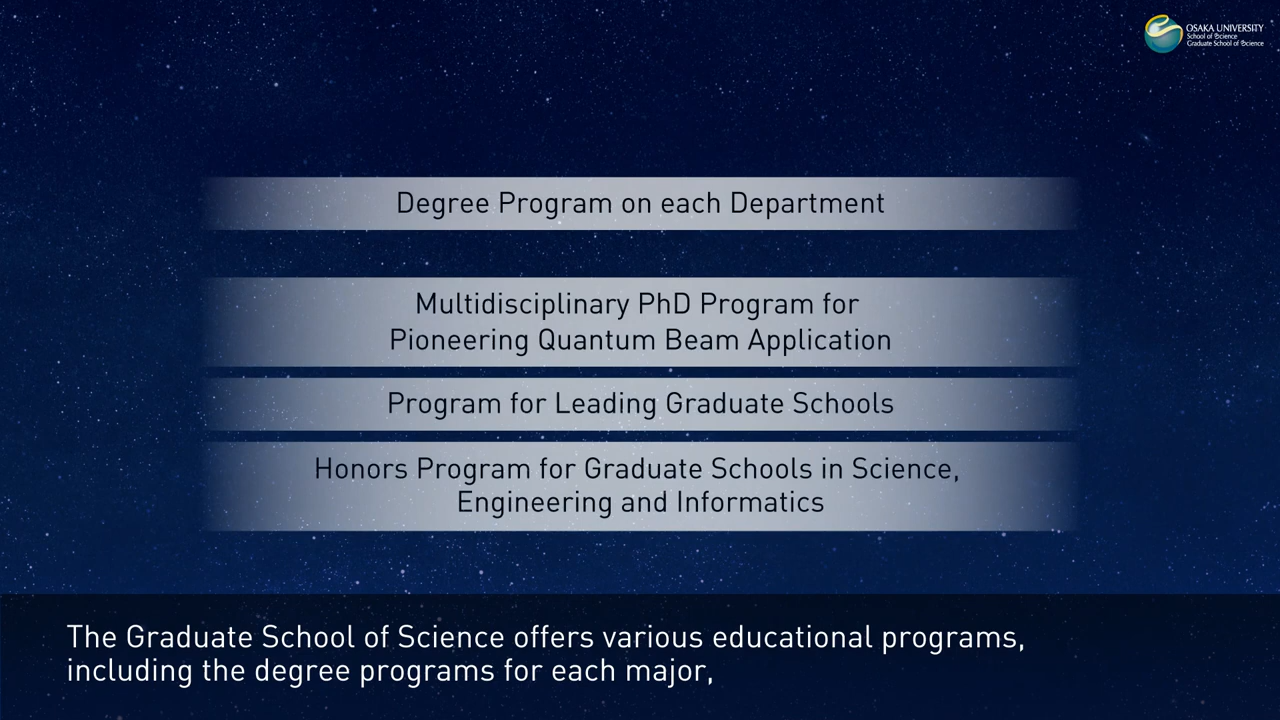 OSAKA UNIVERSITY
School of Science
Graduate School of Science
Degree Program on each Department
Multidisciplinary PhD Program for
Pioneering Quantum Beam Application
Program for Leading Graduate Schools
Honors Program for Graduate Schools in Science,
Engineering and Informatics
The Graduate School of Science offers various educational programs,
including the degree programs for each major,